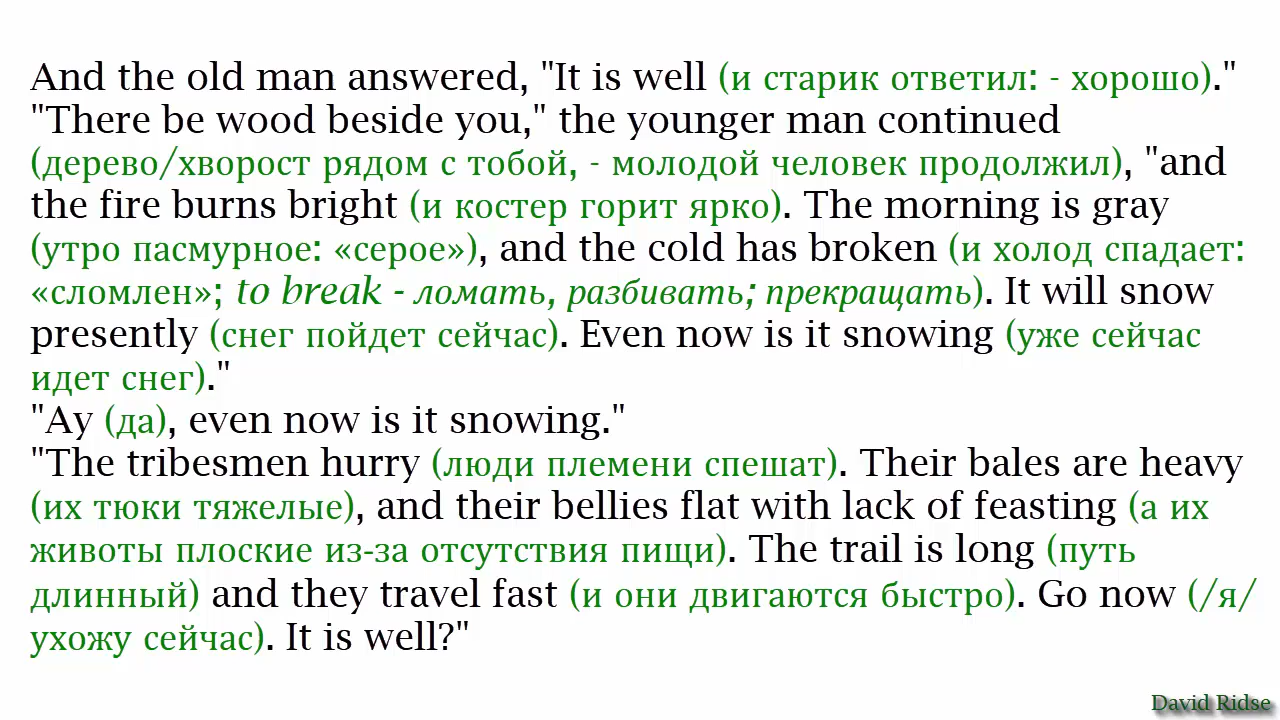 And the old man answered, "It is well (и старик ответил: - хорошо)."
"There be wood beside you," the younger man continued
(дерево/хворост рядом с тобой, - молодой человек продолжил), "and
the fire burns bright (и костер горит ярко). The morning is gray
(утро пасмурное: «серое»), and the cold has broken (и холод спадает:
«сломлен»; to break - ломать, разбивать; прекращать). It will snow
presently (снег пойдет сейчас). Even now is it snowing (уже сейчас
идет снег)."
"Ay (да), even now is it snowing."
"The tribesmen hurry (люди племени спешат). Their bales are heavy
(их тюки тяжелые), and their bellies flat with lack of feasting (а их
животы плоские из-за отсутствия пищи). The trail is long (путь
длинный) and they travel fast (и они двигаются быстро). Go now (/я/
ухожу сейчас). It is well?"
David Ridse